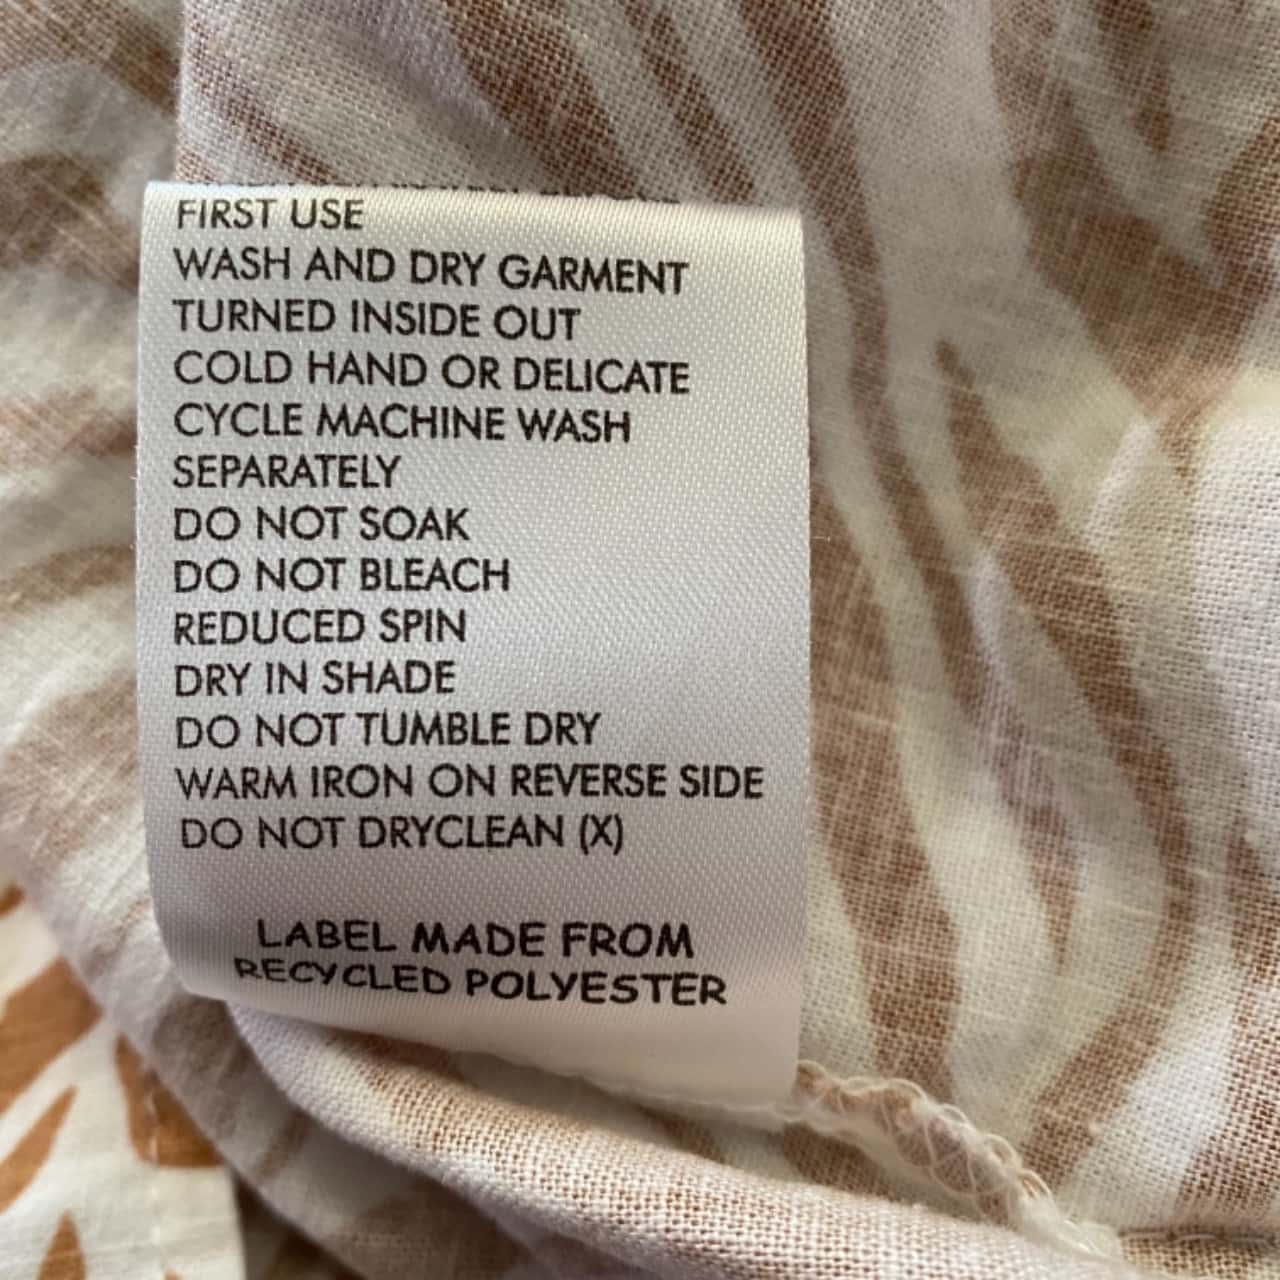 FIRST USE
WASH AND DRY GARMENT
TURNED INSIDE OUT
COLD HAND OR DELICATE
CYCLE MACHINE WASH
SEPARATELY
DO NOT SOAK
DO NOT BLEACH
REDUCED SPIN
DRY IN SHADE
DO NOT TUMBLE DRY
WARM IRON ON REVERSE SIDE
DO NOT DRYCLEAN (X)
LABEL MADE FROM
RECYCLED POLYESTER